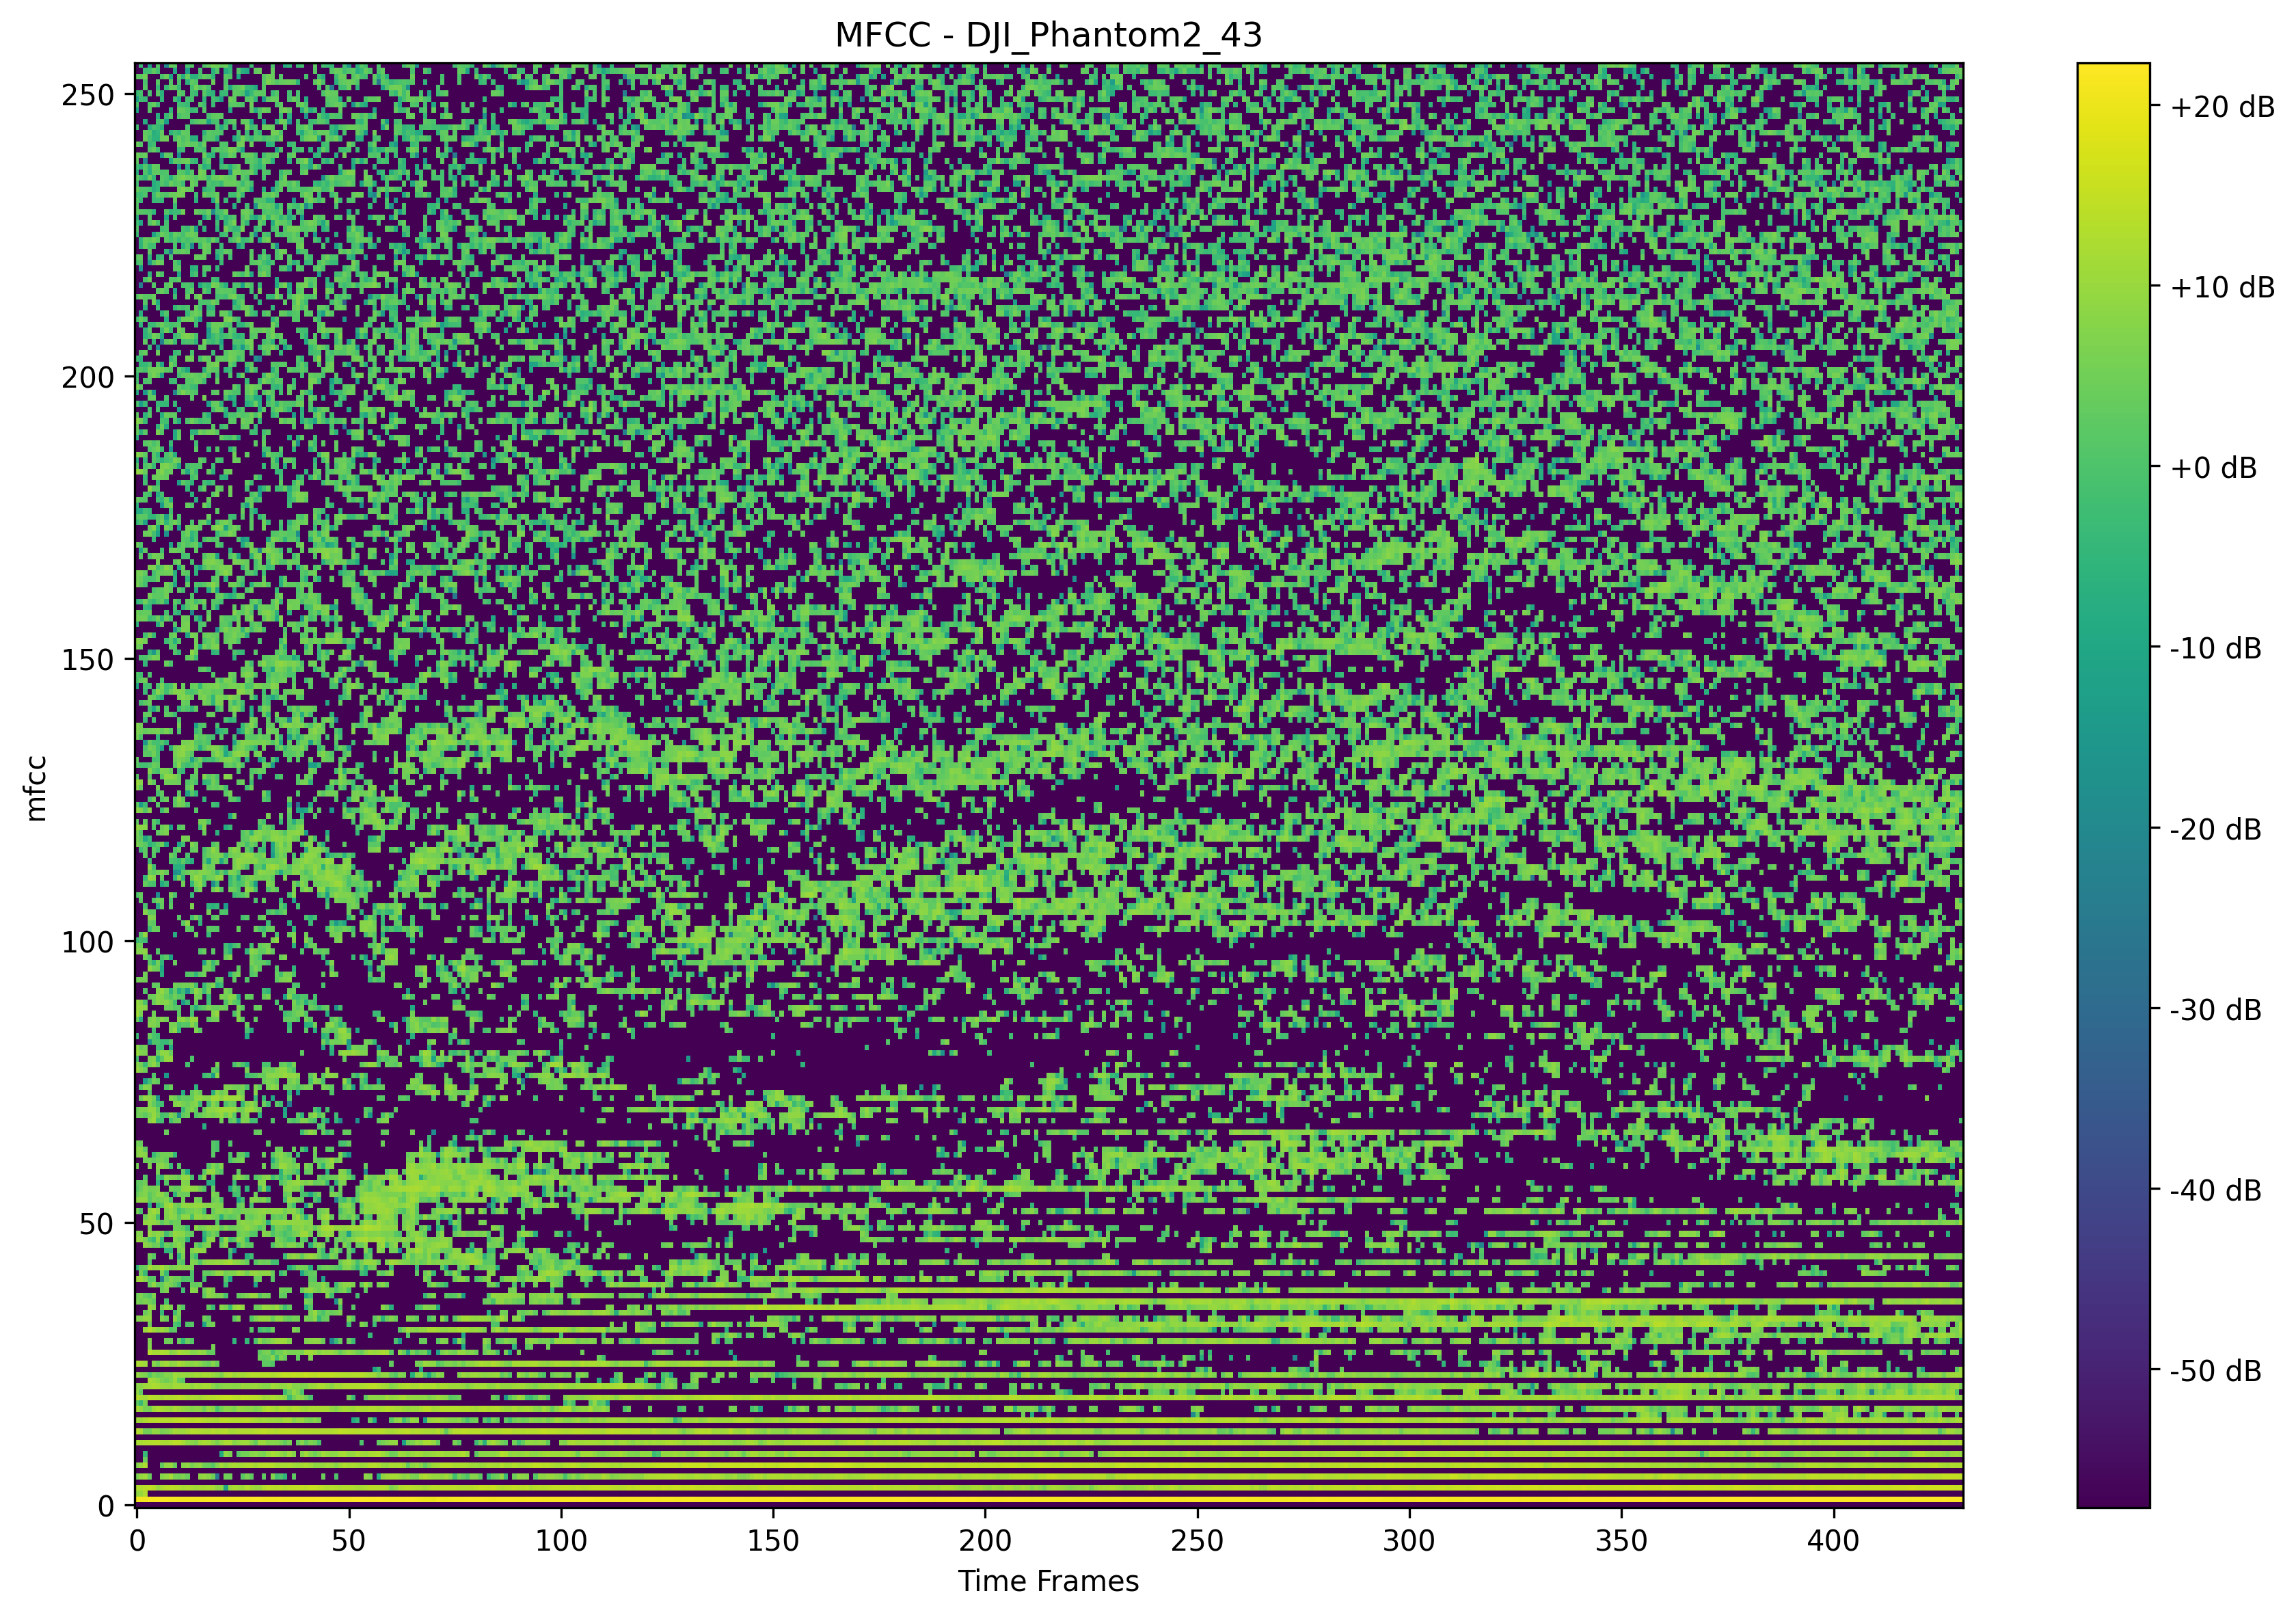 MFCC - DJI_Phantom2_43
250
200
150
100
50
0
mfcc
0 50 100 150 200 250 300 350 400
Time Frames
+20 dB
+10 dB
+0 dB
-10 dB
-20 dB
-30 dB
-40 dB
-50 dB